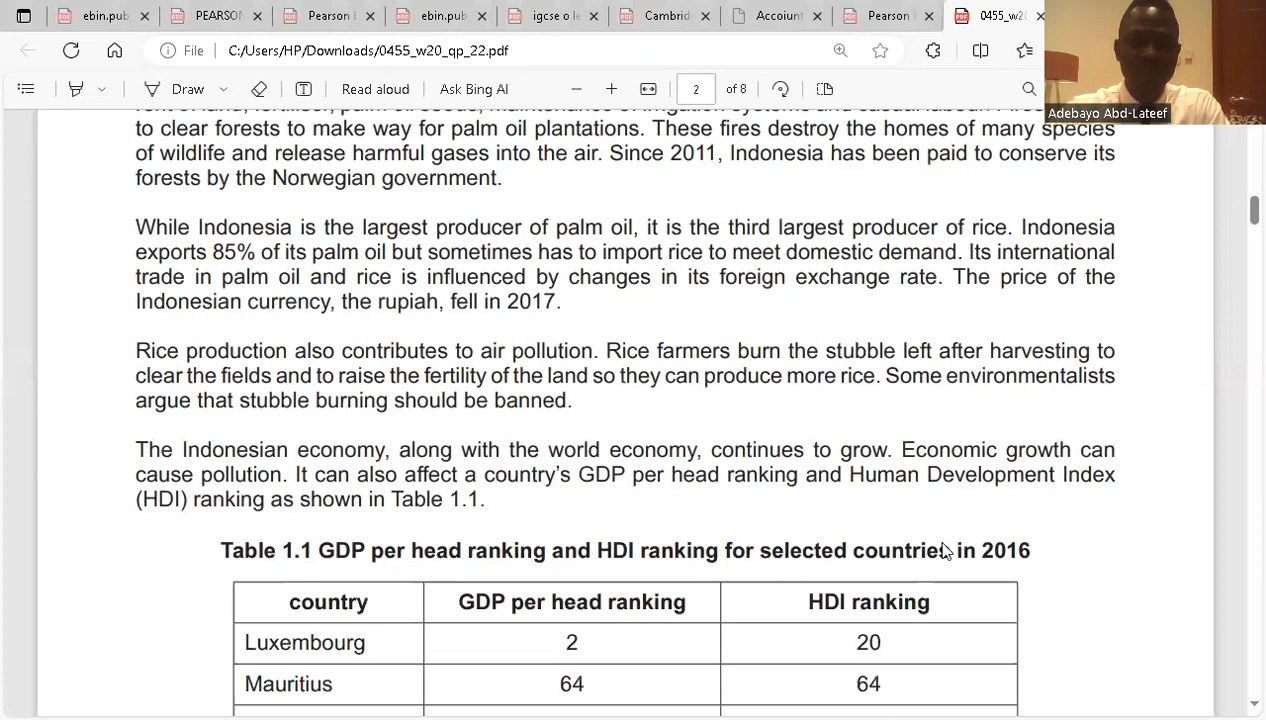 ebin.pub
PEARSON
Pearson E
ebin.pub
igcse o le
Cambrid
Accoiunt
Pearson
0455_w20
File
C:/Users/HP/Downloads/0455_w20_qp_22.pdf
Draw
Read aloud
Ask Bing AI
2
of 8
Adebayo Abd-Lateef
to clear forests to make way for palm oil plantations. These fires destroy the homes of many species
of wildlife and release harmful gases into the air. Since 2011, Indonesia has been paid to conserve its
forests by the Norwegian government.
While Indonesia is the largest producer of palm oil, it is the third largest producer of rice. Indonesia
exports 85% of its palm oil but sometimes has to import rice to meet domestic demand. Its international
trade in palm oil and rice is influenced by changes in its foreign exchange rate. The price of the
Indonesian currency, the rupiah, fell in 2017.
Rice production also contributes to air pollution. Rice farmers burn the stubble left after harvesting to
clear the fields and to raise the fertility of the land so they can produce more rice. Some environmentalists
argue that stubble burning should be banned.
The Indonesian economy, along with the world economy, continues to grow. Economic growth can
cause pollution. It can also affect a country's GDP per head ranking and Human Development Index
(HDI) ranking as shown in Table 1.1.
Table 1.1 GDP per head ranking and HDI ranking for selected countries in 2016
country GDP per head ranking HDI ranking
Luxembourg 2 20
Mauritius 64 64